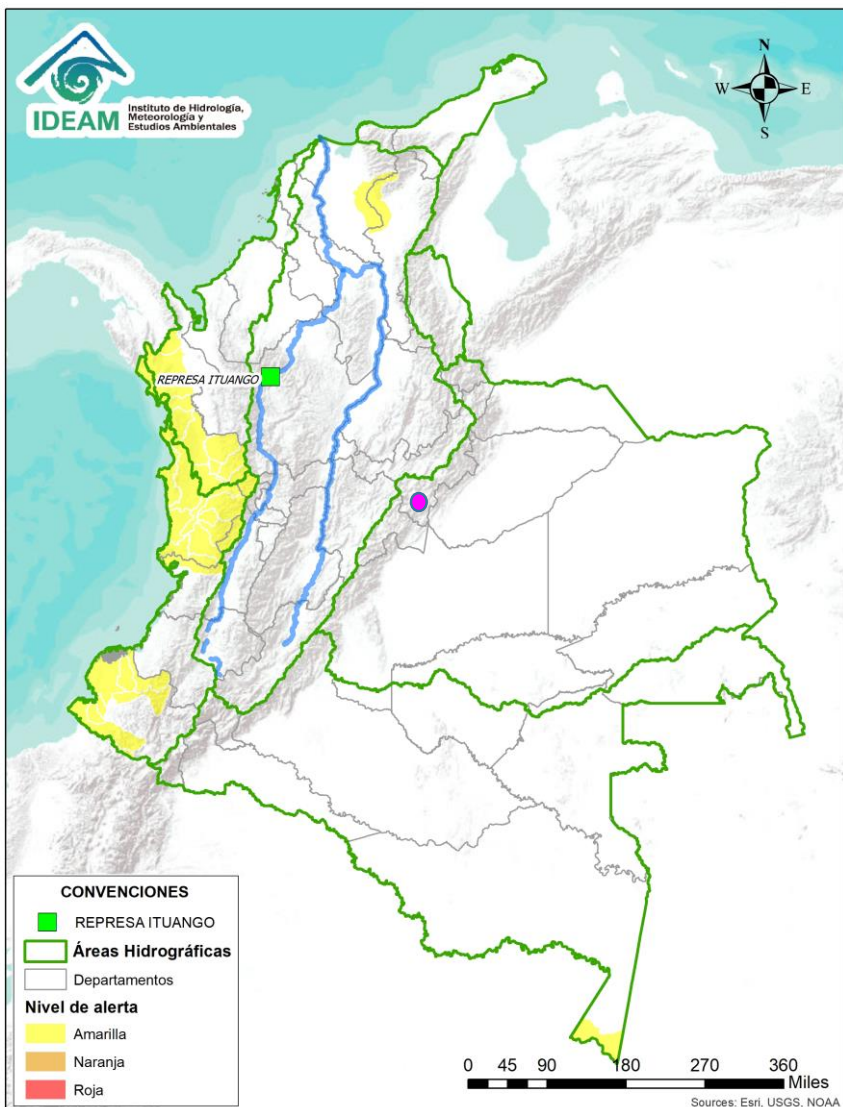 IDEAM
Instituto de Hidrología,
Meteorología y
Estudios Ambientales
N
W
E
S
REPRESA ITUANGO
CONVENCIONES
REPRESA ITUANGO
Áreas Hidrográficas
Departamentos
Nivel de alerta
Amarilla
Naranja
Roja
0 45 90 180 270 360
Miles
Sources: Esri, USGS, NOAA